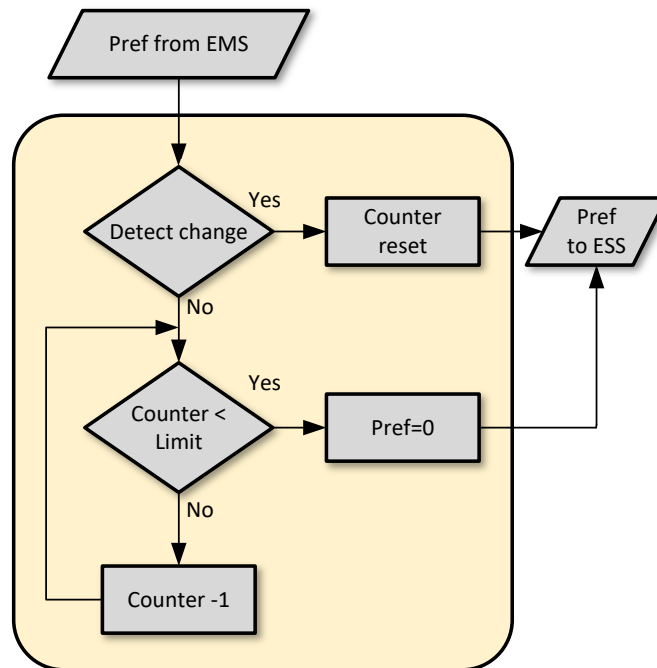 Pref from EMS
Detect change
Yes
Counter
reset
Pref
to ESS
No
Counter <
Limit
Yes
Pref=0
No
Counter -1